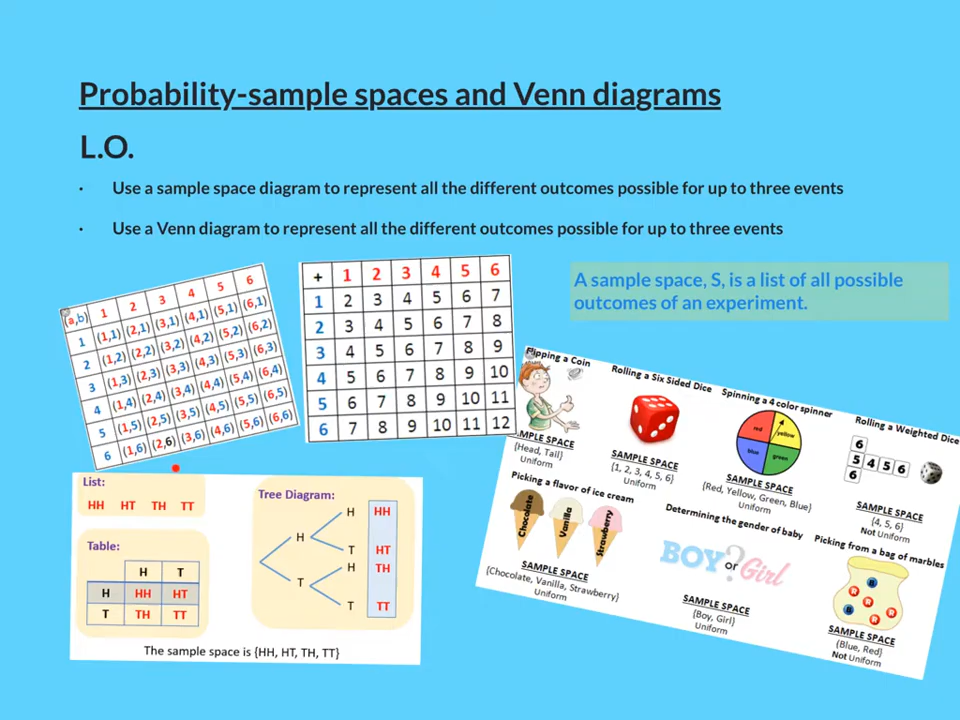 Probability-sample spaces and Venn diagrams
L.O.
· Use a sample space diagram to represent all the different outcomes possible for up to three events
· Use a Venn diagram to represent all the different outcomes possible for up to three events
A sample space, S, is a list of all possible
outcomes of an experiment.
(a,b) 1 2 3 4 5 6
1 (1,1) (2,1) (3,1) (4,1) (5,1) (6,1)
2 (1,2) (2,2) (3,2) (4,2) (5,2) (6,2)
3 (1,3) (2,3) (3,3) (4,3) (5,3) (6,3)
4 (1,4) (2,4) (3,4) (4,4) (5,4) (6,4)
5 (1,5) (2,5) (3,5) (4,5) (5,5) (6,5)
6 (1,6) (2,6) (3,6) (4,6) (5,6) (6,6)
+ 1 2 3 4 5 6
1 2 3 4 5 6 7
2 3 4 5 6 7 8
3 4 5 6 7 8 9
4 5 6 7 8 9 10
5 6 7 8 9 10 11
6 7 8 9 10 11 12
List:
HH HT TH TT
Table:
H T
H HH HT
T TH TT
Tree Diagram:
H HH
H
T HT
H TH
T
T TT
The sample space is {HH, HT, TH, TT}
Flipping a Coin
SAMPLE SPACE
{Head, Tail}
Uniform
Rolling a Six Sided Dice
SAMPLE SPACE
{1, 2, 3, 4, 5, 6}
Uniform
Spinning a 4 color spinner
red
yellow
blue
green
SAMPLE SPACE
{Red, Yellow, Green, Blue}
Uniform
Rolling a Weighted Dice
6
5 4 5 6
6
SAMPLE SPACE
{4, 5, 6}
Not Uniform
Picking a flavor of ice cream
Chocolate
Vanilla
Strawberry
SAMPLE SPACE
{Chocolate, Vanilla, Strawberry}
Uniform
Determining the gender of baby
BOY ? or Girl
SAMPLE SPACE
{Boy, Girl}
Uniform
Picking from a bag of marbles
B
R
R
B
R
R
SAMPLE SPACE
{Blue, Red}
Not Uniform